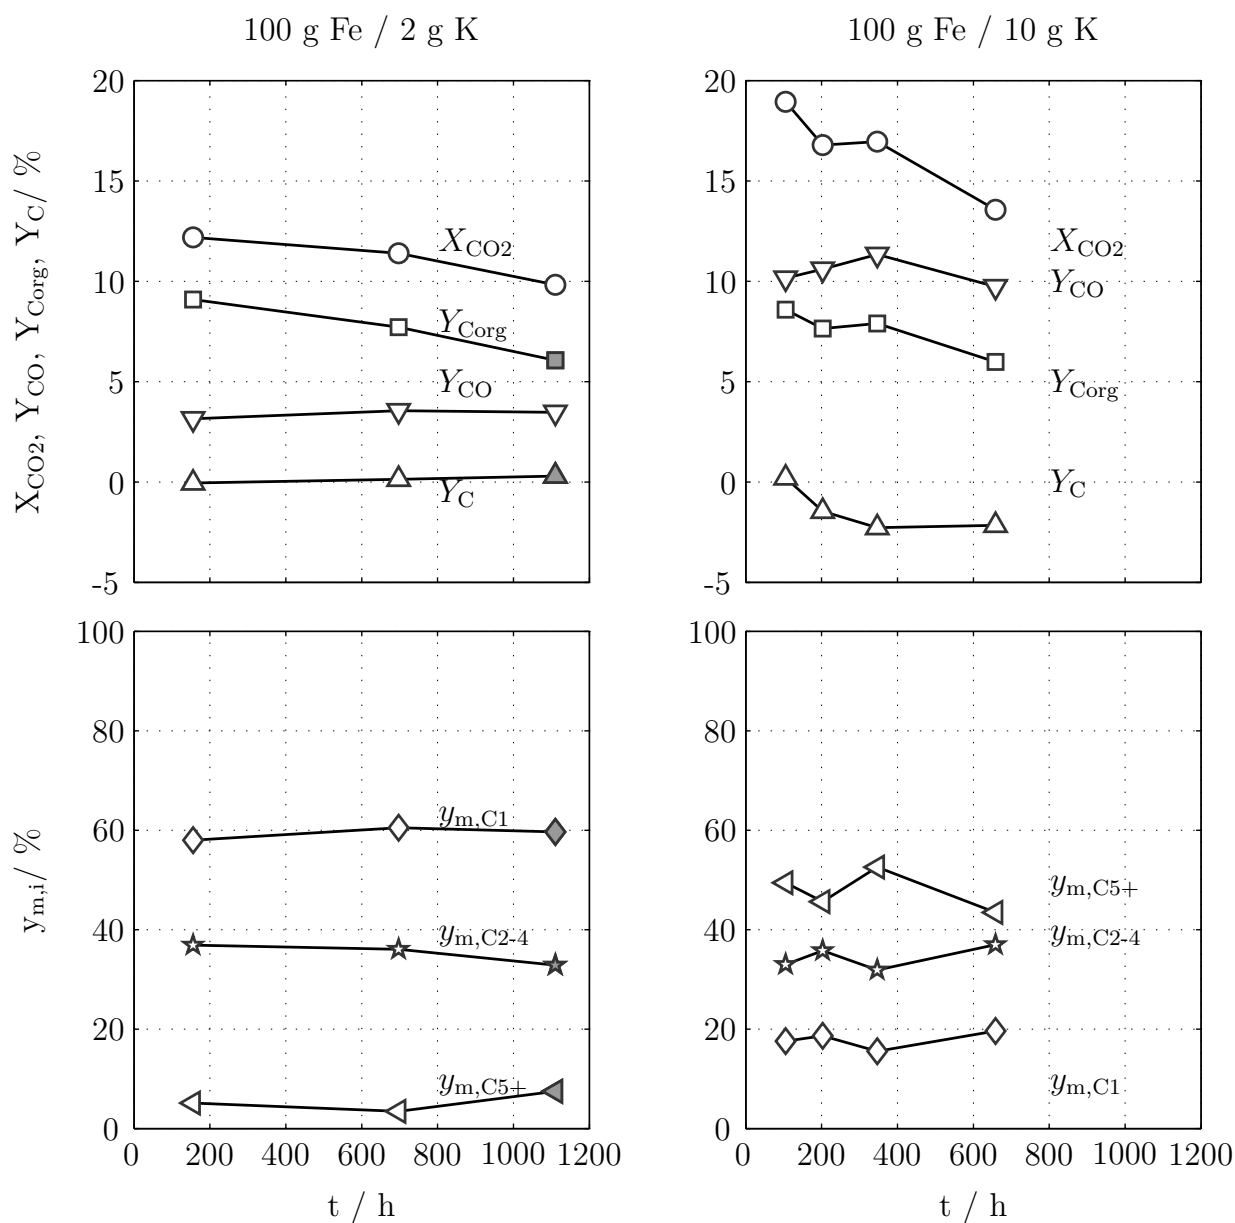 100 g Fe / 2 g K
100 g Fe / 10 g K
X_CO2, Y_CO, Y_Corg, Y_C/ %
20
15
10
5
0
-5
X_CO2
Y_Corg
Y_CO
Y_C
20
15
10
5
0
-5
X_CO2
Y_CO
Y_Corg
Y_C
y_m,i/ %
100
80
60
40
20
0
y_m,C1
y_m,C2-4
y_m,C5+
0 200 400 600 800 1000 1200
t / h
100
80
60
40
20
0
y_m,C5+
y_m,C2-4
y_m,C1
0 200 400 600 800 1000 1200
t / h